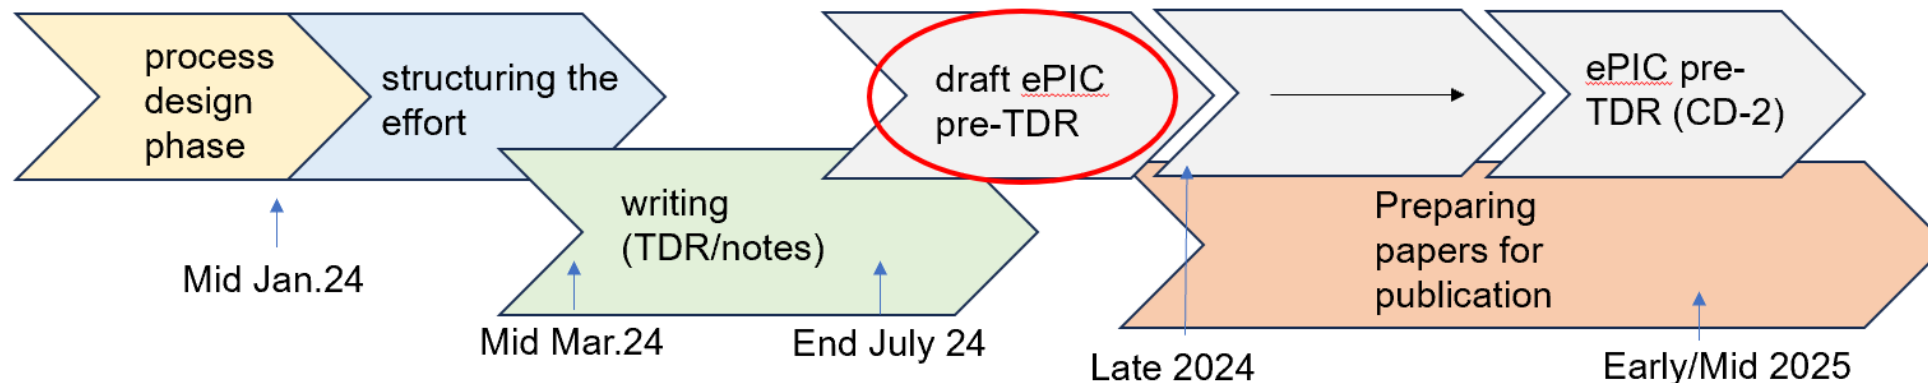 process
design
phase
structuring the
effort
draft ePIC
pre-TDR
ePIC pre-
TDR (CD-2)
writing
(TDR/notes)
Preparing
papers for
publication
Mid Jan.24
Mid Mar.24
End July 24
Late 2024
Early/Mid 2025